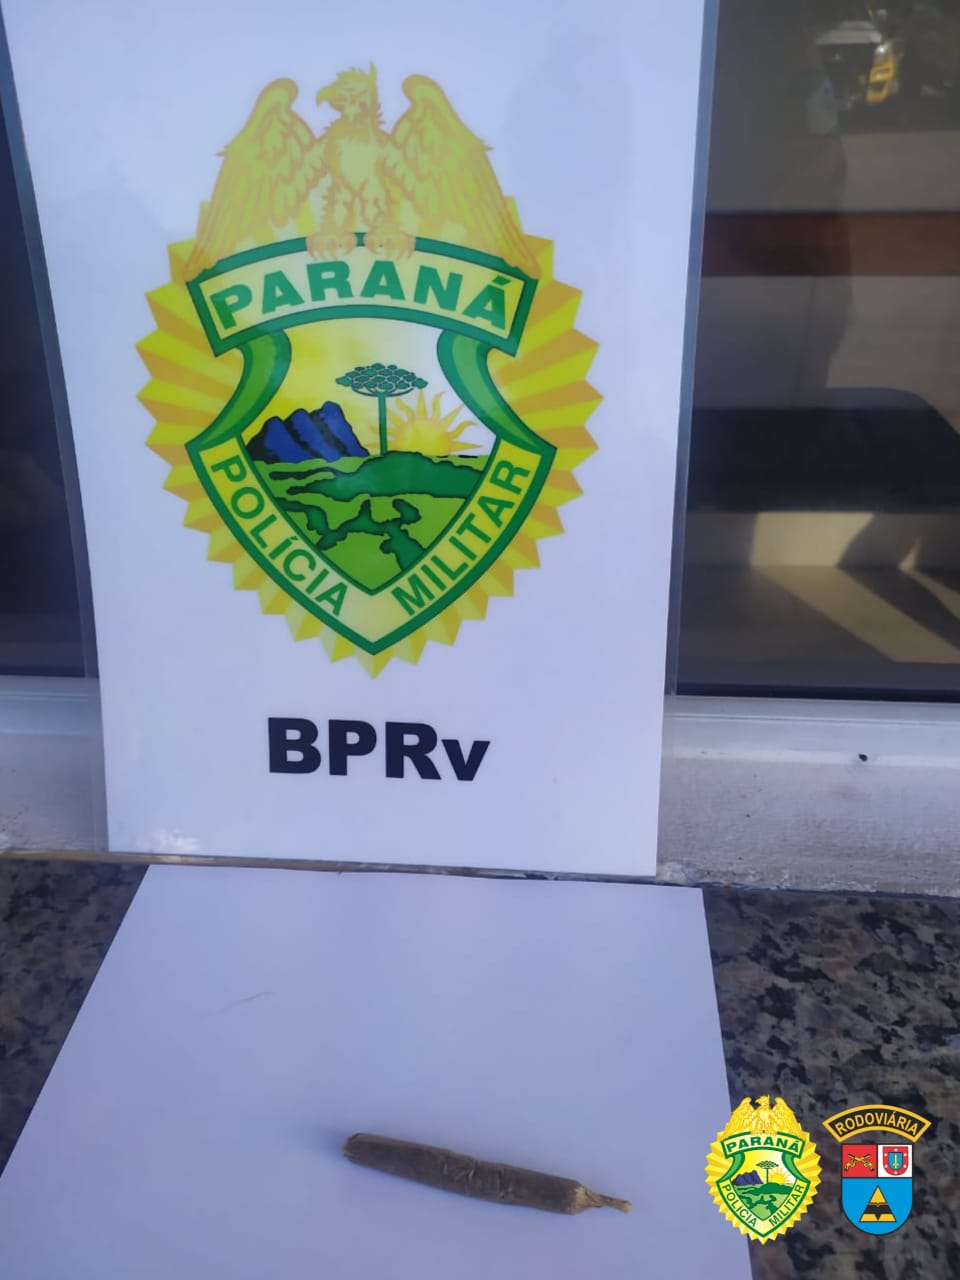 PARANÁ
POLÍCIA MILITAR
BPRv
PARANÁ
POLÍCIA MILITAR
RODOVIÁRIA